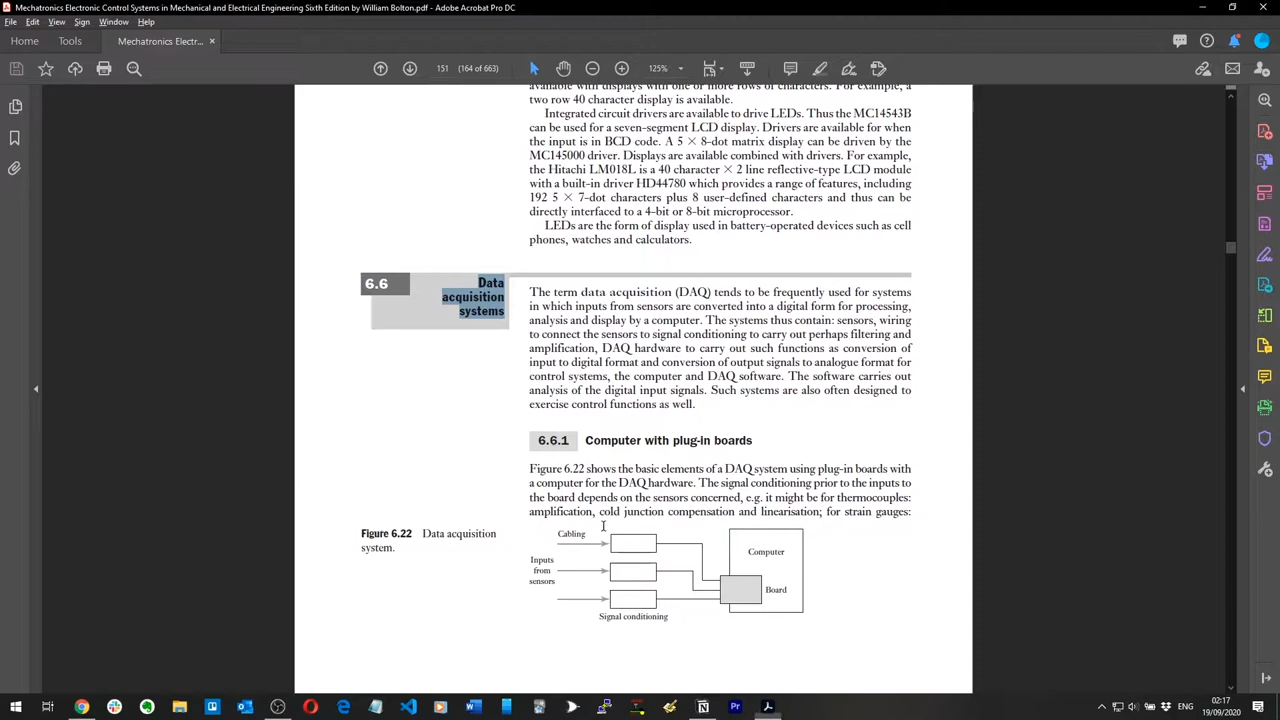 Mechatronics Electronic Control Systems in Mechanical and Electrical Engineering Sixth Edition by William Bolton.pdf - Adobe Acrobat Pro DC
File Edit View Sign Window Help
Home Tools Mechatronics Electr... ×
151 (164 of 663) 125%
available with displays with one or more rows of characters. For example, a
two row 40 character display is available.
Integrated circuit drivers are available to drive LEDs. Thus the MC14543B
can be used for a seven-segment LCD display. Drivers are available for when
the input is in BCD code. A 5 × 8-dot matrix display can be driven by the
MC145000 driver. Displays are available combined with drivers. For example,
the Hitachi LM018L is a 40 character × 2 line reflective-type LCD module
with a built-in driver HD44780 which provides a range of features, including
192 5 × 7-dot characters plus 8 user-defined characters and thus can be
directly interfaced to a 4-bit or 8-bit microprocessor.
LEDs are the form of display used in battery-operated devices such as cell
phones, watches and calculators.
6.6 Data
acquisition
systems
The term data acquisition (DAQ) tends to be frequently used for systems
in which inputs from sensors are converted into a digital form for processing,
analysis and display by a computer. The systems thus contain: sensors, wiring
to connect the sensors to signal conditioning to carry out perhaps filtering and
amplification, DAQ hardware to carry out such functions as conversion of
input to digital format and conversion of output signals to analogue format for
control systems, the computer and DAQ software. The software carries out
analysis of the digital input signals. Such systems are also often designed to
exercise control functions as well.
6.6.1 Computer with plug-in boards
Figure 6.22 shows the basic elements of a DAQ system using plug-in boards with
a computer for the DAQ hardware. The signal conditioning prior to the inputs to
the board depends on the sensors concerned, e.g. it might be for thermocouples:
amplification, cold junction compensation and linearisation; for strain gauges:
Figure 6.22 Data acquisition
system.
Cabling
Inputs
from
sensors
Signal conditioning
Computer
Board
02:17
19/09/2020